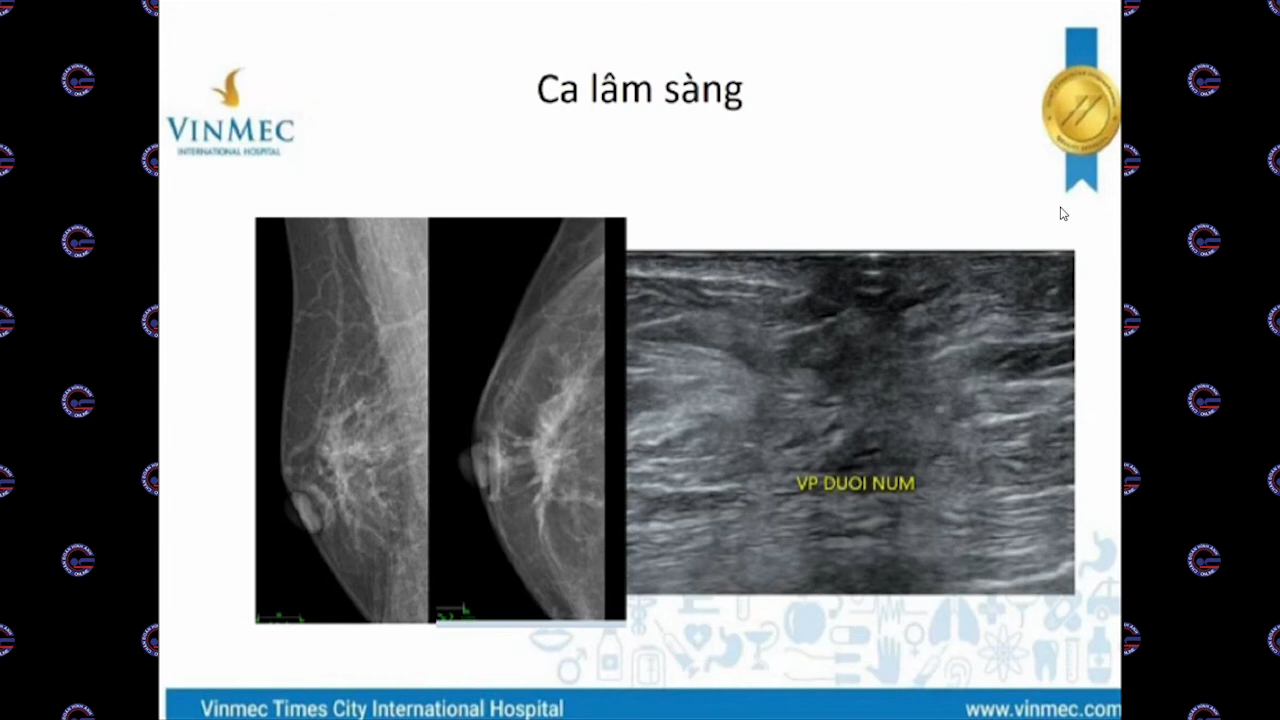 Ca lâm sàng
VINMEC
INTERNATIONAL HOSPITAL
VP DUOI NUM
Vinmec Times City International Hospital
www.vinmec.com